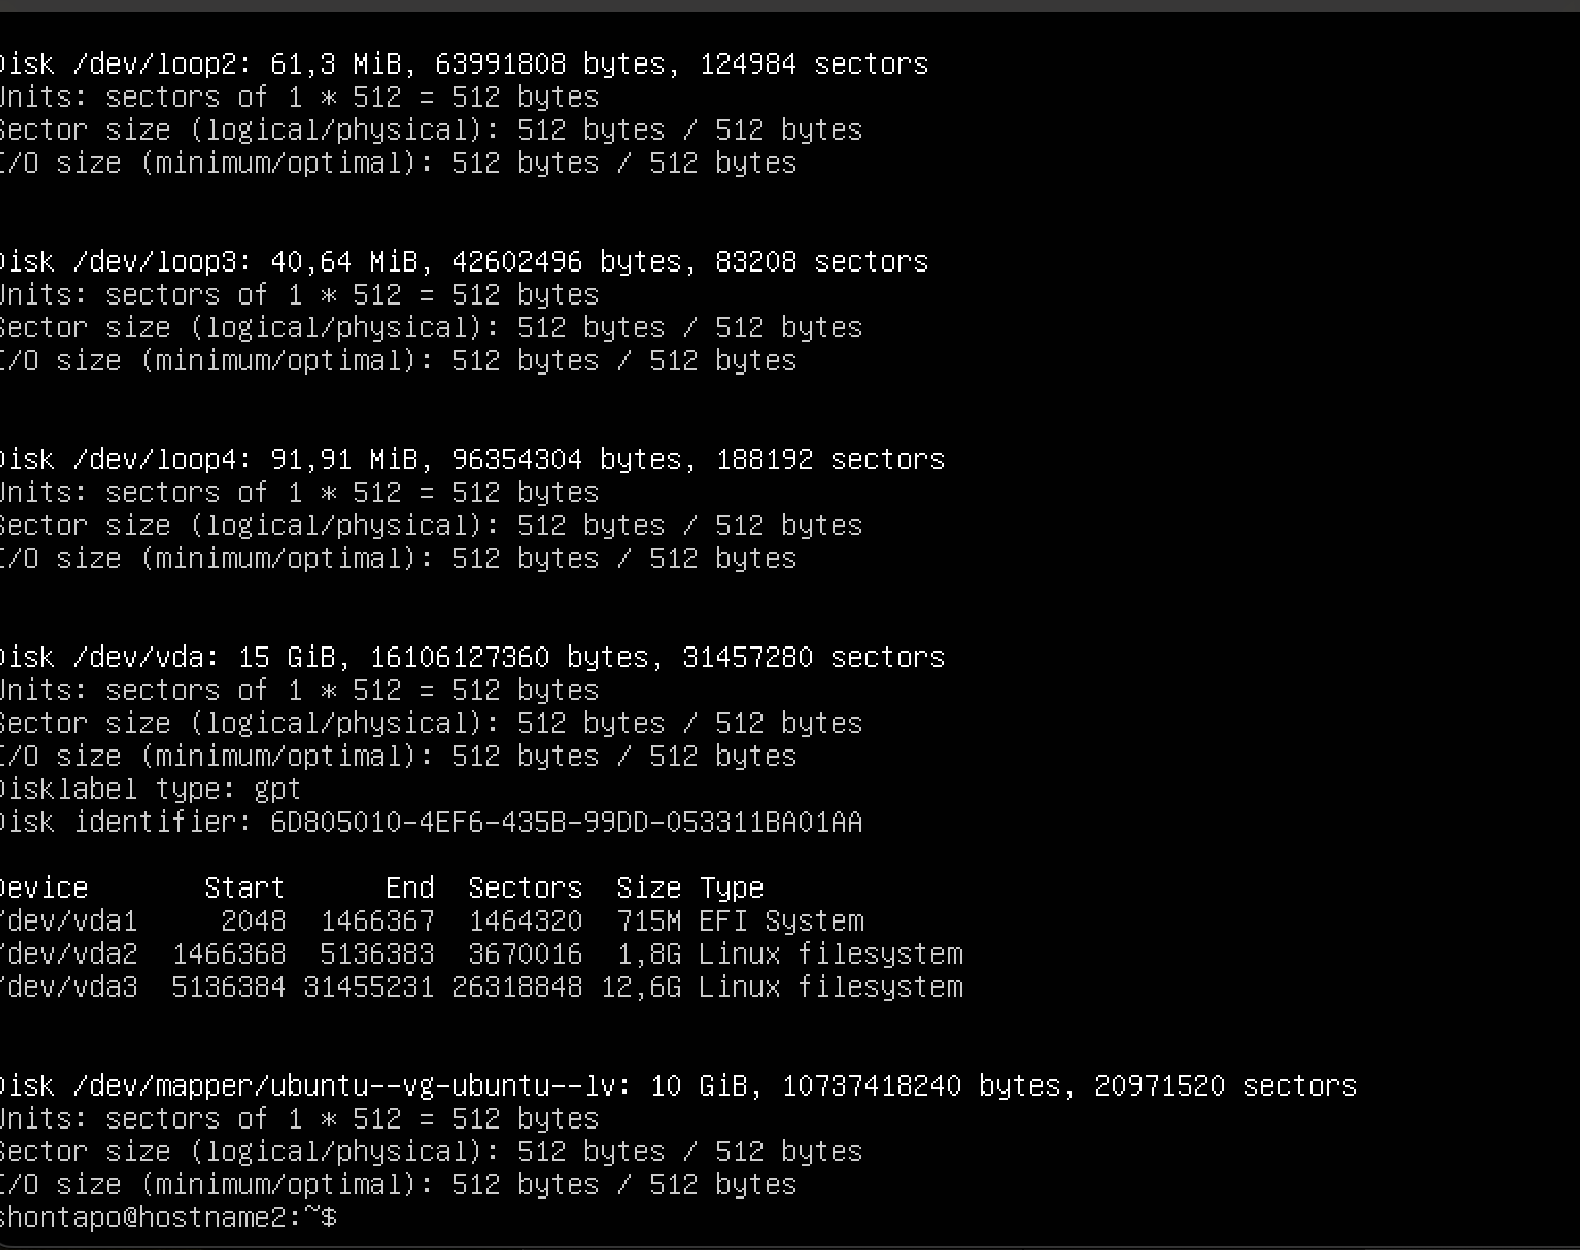 Disk /dev/loop2: 61,3 MiB, 63991808 bytes, 124984 sectors
Units: sectors of 1 * 512 = 512 bytes
Sector size (logical/physical): 512 bytes / 512 bytes
I/O size (minimum/optimal): 512 bytes / 512 bytes
Disk /dev/loop3: 40,64 MiB, 42602496 bytes, 83208 sectors
Units: sectors of 1 * 512 = 512 bytes
Sector size (logical/physical): 512 bytes / 512 bytes
I/O size (minimum/optimal): 512 bytes / 512 bytes
Disk /dev/loop4: 91,91 MiB, 96354304 bytes, 188192 sectors
Units: sectors of 1 * 512 = 512 bytes
Sector size (logical/physical): 512 bytes / 512 bytes
I/O size (minimum/optimal): 512 bytes / 512 bytes
Disk /dev/vda: 15 GiB, 16106127360 bytes, 31457280 sectors
Units: sectors of 1 * 512 = 512 bytes
Sector size (logical/physical): 512 bytes / 512 bytes
I/O size (minimum/optimal): 512 bytes / 512 bytes
Disklabel type: gpt
Disk identifier: 6D805010-4EF6-435B-99DD-053311BA01AA
Device       Start      End  Sectors  Size Type
/dev/vda1     2048  1466367  1464320  715M EFI System
/dev/vda2  1466368  5136383  3670016  1,8G Linux filesystem
/dev/vda3  5136384 31455231 26318848 12,6G Linux filesystem
Disk /dev/mapper/ubuntu--vg-ubuntu--lv: 10 GiB, 10737418240 bytes, 20971520 sectors
Units: sectors of 1 * 512 = 512 bytes
Sector size (logical/physical): 512 bytes / 512 bytes
I/O size (minimum/optimal): 512 bytes / 512 bytes
shontapo@hostname2:~$